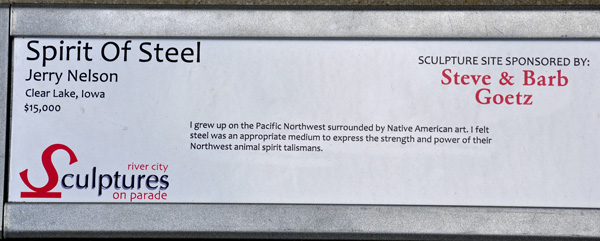 Spirit Of Steel
Jerry Nelson
Clear Lake, Iowa
$15,000
SCULPTURE SITE SPONSORED BY:
Steve & Barb
Goetz
I grew up on the Pacific Northwest surrounded by Native American art. I felt
steel was an appropriate medium to express the strength and power of their
Northwest animal spirit talismans.
river city
Sculptures
on parade